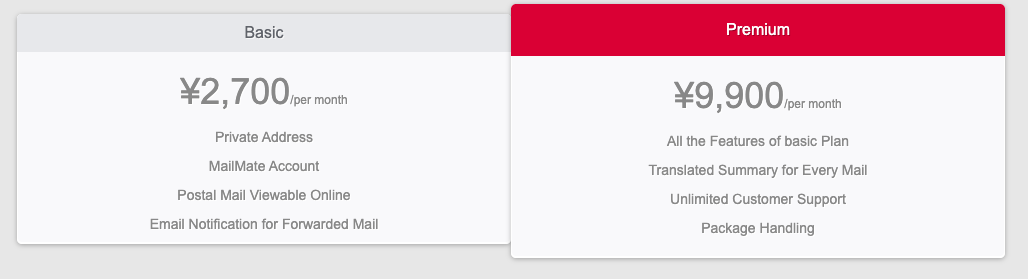 Basic
¥2,700/per month
Private Address
MailMate Account
Postal Mail Viewable Online
Email Notification for Forwarded Mail
Premium
¥9,900/per month
All the Features of basic Plan
Translated Summary for Every Mail
Unlimited Customer Support
Package Handling